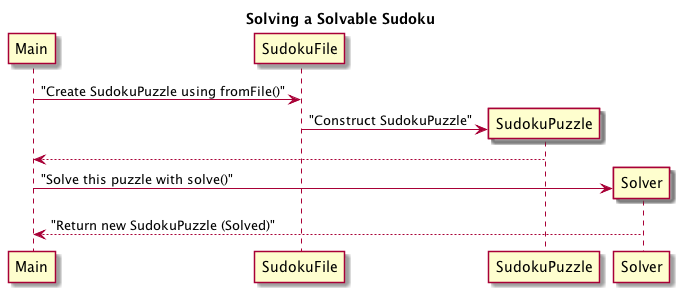 Solving a Solvable Sudoku
Main
SudokuFile
"Create SudokuPuzzle using fromFile()"
"Construct SudokuPuzzle"
SudokuPuzzle
"Solve this puzzle with solve()"
Solver
"Return new SudokuPuzzle (Solved)"
Main
SudokuFile
SudokuPuzzle
Solver